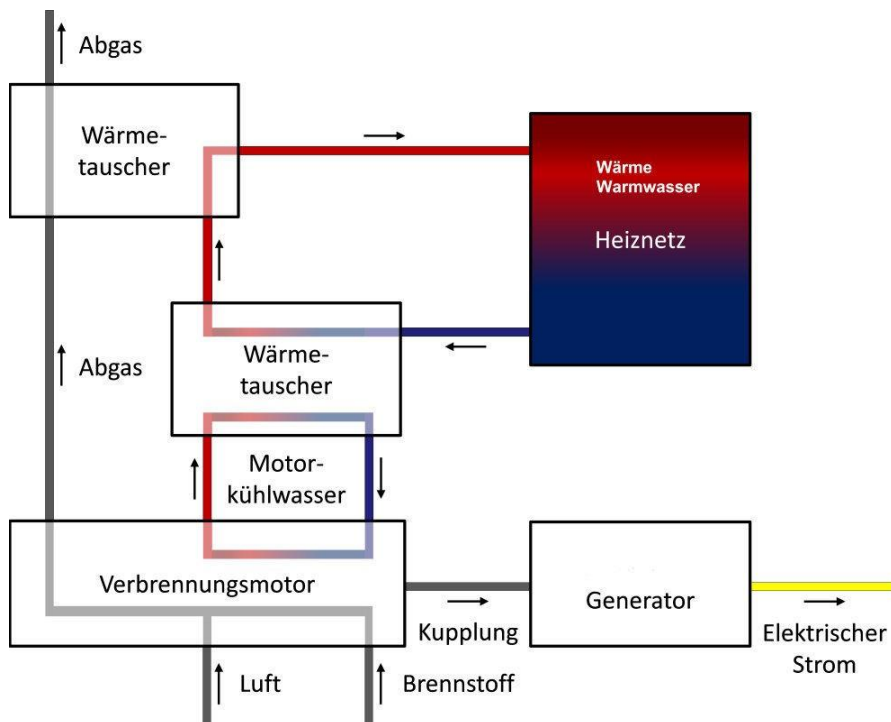 Abgas
Wärme-
tauscher
Wärme
Warmwasser
Heiznetz
Abgas
Wärme-
tauscher
Motor-
kühlwasser
Verbrennungsmotor
Generator
Kupplung
Elektrischer
Strom
Luft
Brennstoff